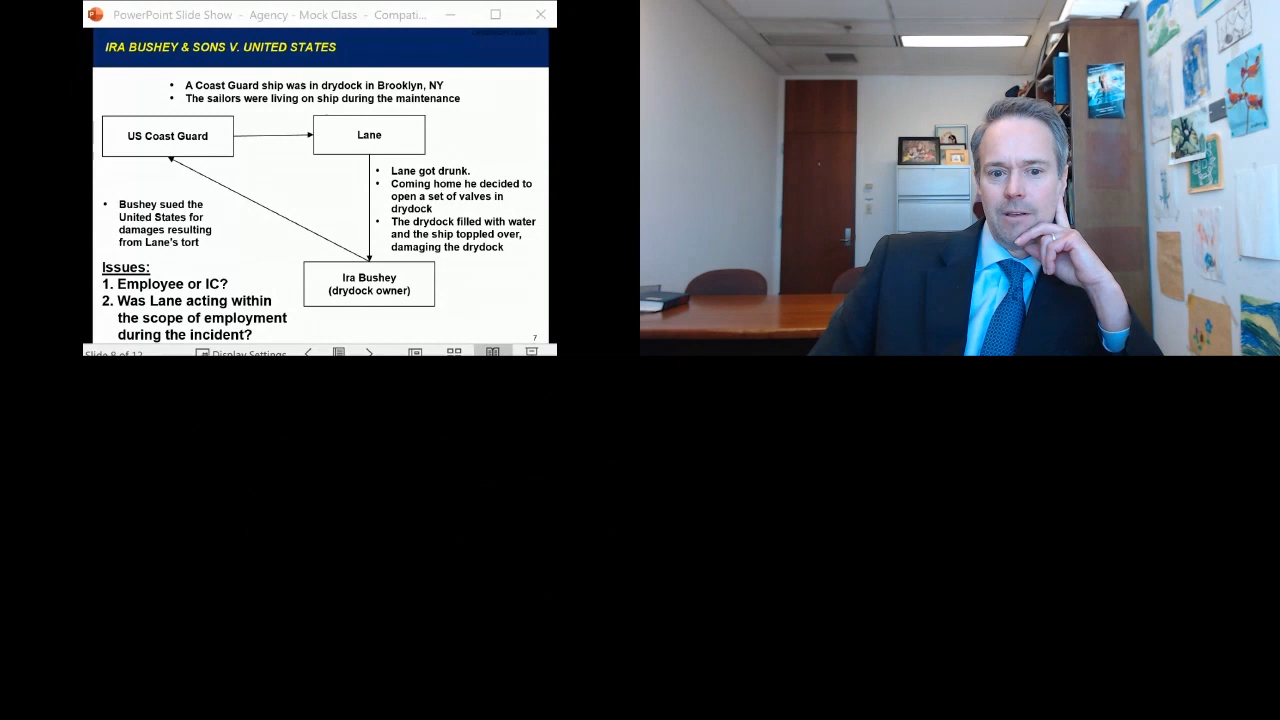 PowerPoint Slide Show - Agency - Mock Class - Compati...
IRA BUSHEY & SONS V. UNITED STATES
• A Coast Guard ship was in drydock in Brooklyn, NY
• The sailors were living on ship during the maintenance
US Coast Guard
Lane
• Lane got drunk.
• Coming home he decided to
open a set of valves in
drydock
• The drydock filled with water
and the ship toppled over,
damaging the drydock
• Bushey sued the
United States for
damages resulting
from Lane's tort
Ira Bushey
(drydock owner)
Issues:
1. Employee or IC?
2. Was Lane acting within
the scope of employment
during the incident?
7
Slide 8 of 12
Display Settings